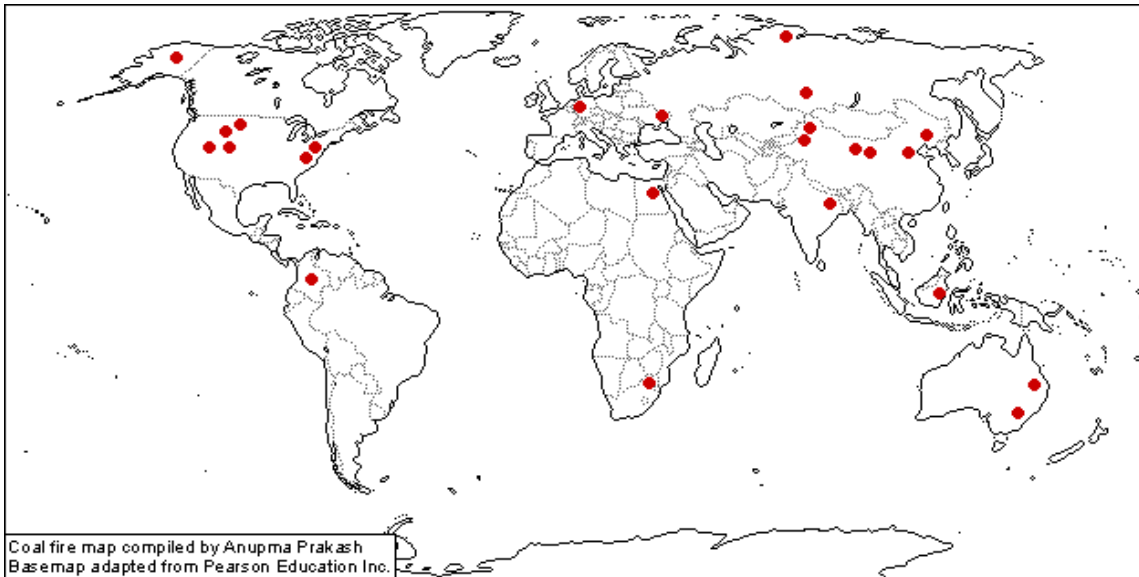 Coal fire map compiled by Anupma Prakash
Basemap adapted from Pearson Education Inc.